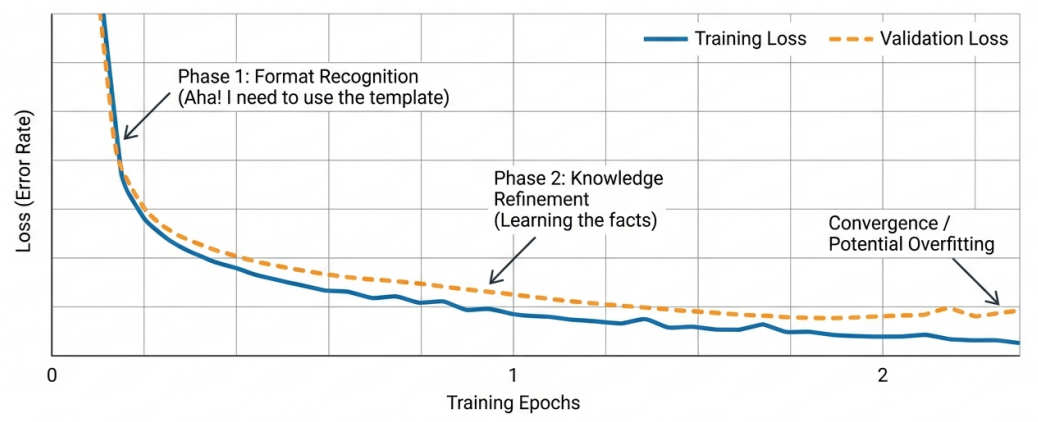 Training Loss
Validation Loss
Phase 1: Format Recognition
(Aha! I need to use the template)
Phase 2: Knowledge
Refinement
(Learning the facts)
Convergence /
Potential Overfitting
Loss (Error Rate)
0
1
2
Training Epochs